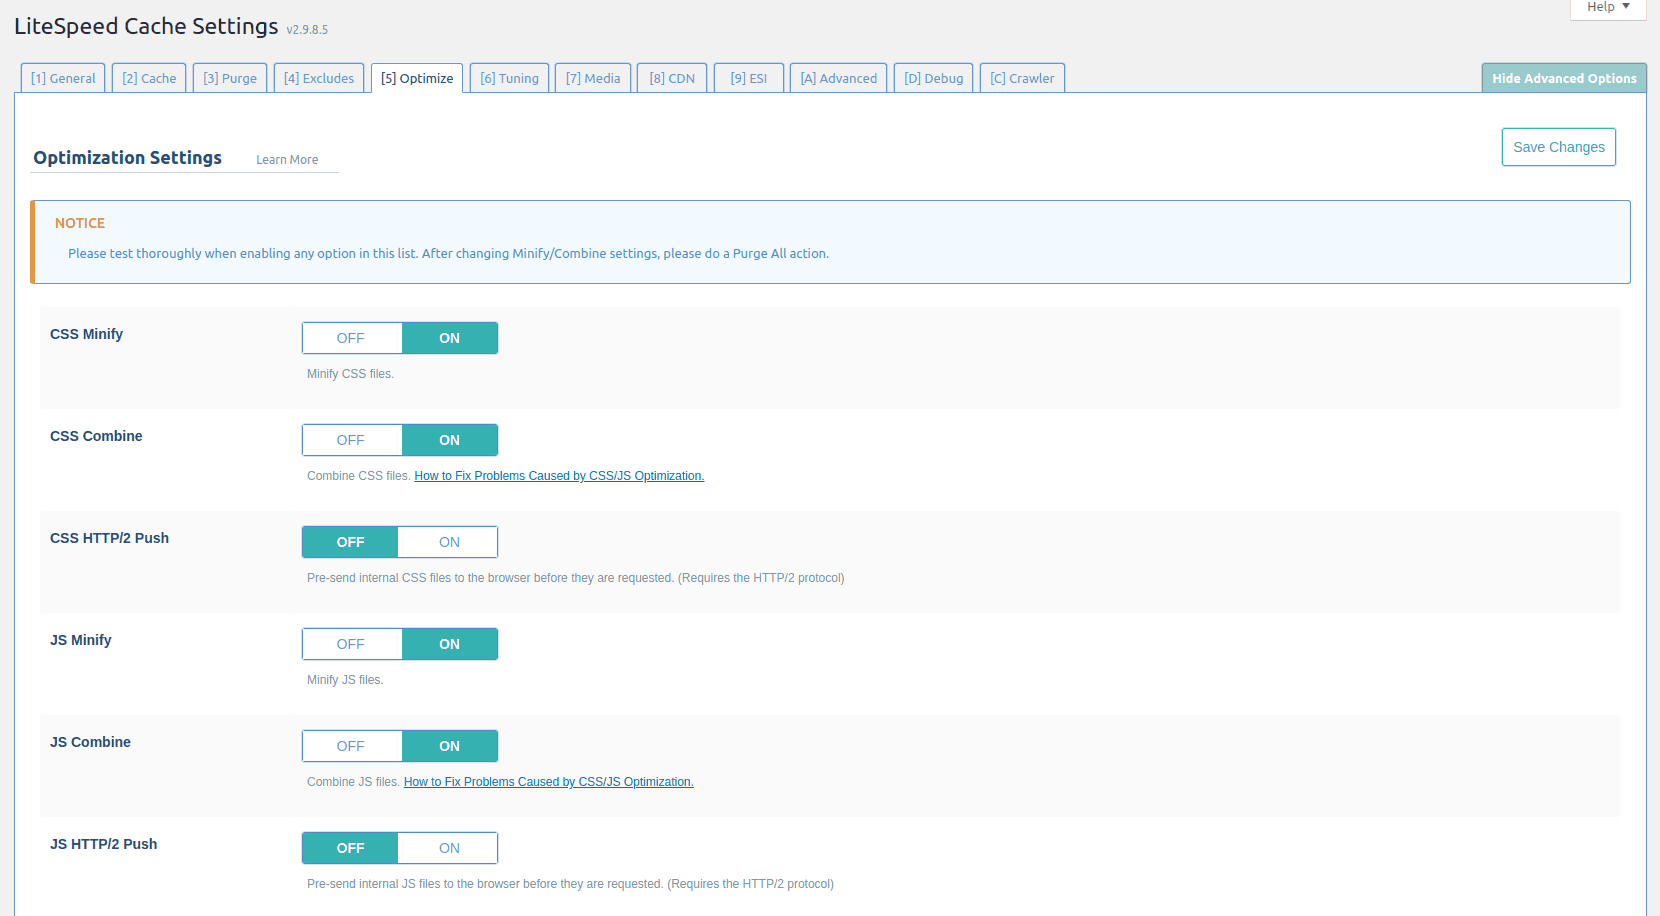 Help ▼
LiteSpeed Cache Settings v2.9.8.5
[1] General [2] Cache [3] Purge [4] Excludes [5] Optimize [6] Tuning [7] Media [8] CDN [9] ESI [A] Advanced [D] Debug [C] Crawler Hide Advanced Options
Save Changes
Optimization Settings Learn More
NOTICE
Please test thoroughly when enabling any option in this list. After changing Minify/Combine settings, please do a Purge All action.
CSS Minify OFF ON
Minify CSS files.
CSS Combine OFF ON
Combine CSS files. How to Fix Problems Caused by CSS/JS Optimization.
CSS HTTP/2 Push OFF ON
Pre-send internal CSS files to the browser before they are requested. (Requires the HTTP/2 protocol)
JS Minify OFF ON
Minify JS files.
JS Combine OFF ON
Combine JS files. How to Fix Problems Caused by CSS/JS Optimization.
JS HTTP/2 Push OFF ON
Pre-send internal JS files to the browser before they are requested. (Requires the HTTP/2 protocol)